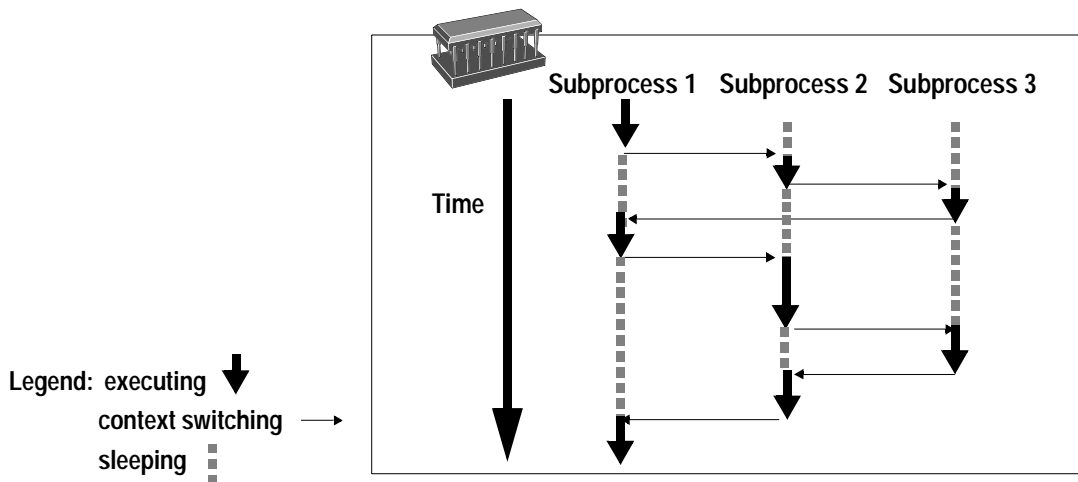 Subprocess 1 Subprocess 2 Subprocess 3
Time
Legend: executing
context switching
sleeping